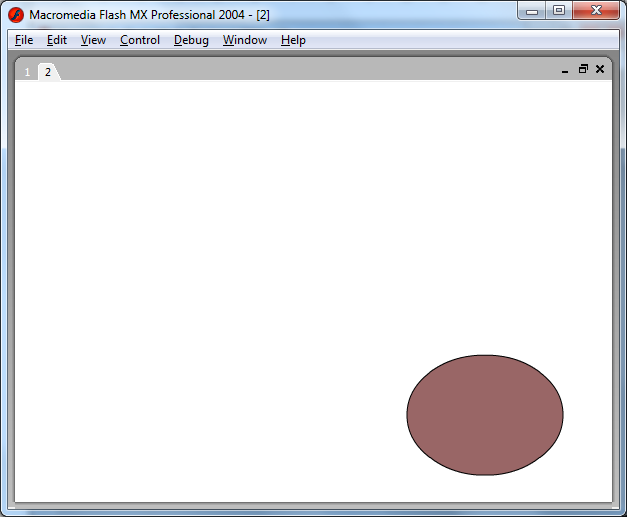 Macromedia Flash MX Professional 2004 - [2]
File Edit View Control Debug Window Help
1 2